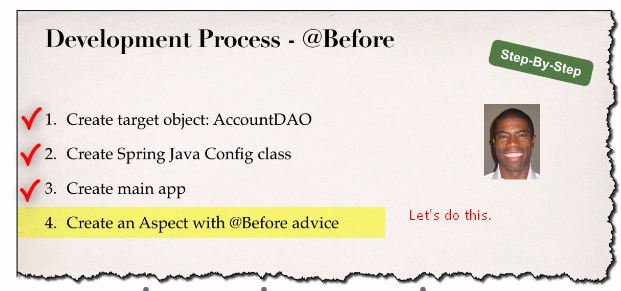 Development Process - @Before
Step-By-Step
1. Create target object: AccountDAO
2. Create Spring Java Config class
3. Create main app
4. Create an Aspect with @Before advice
Let's do this.